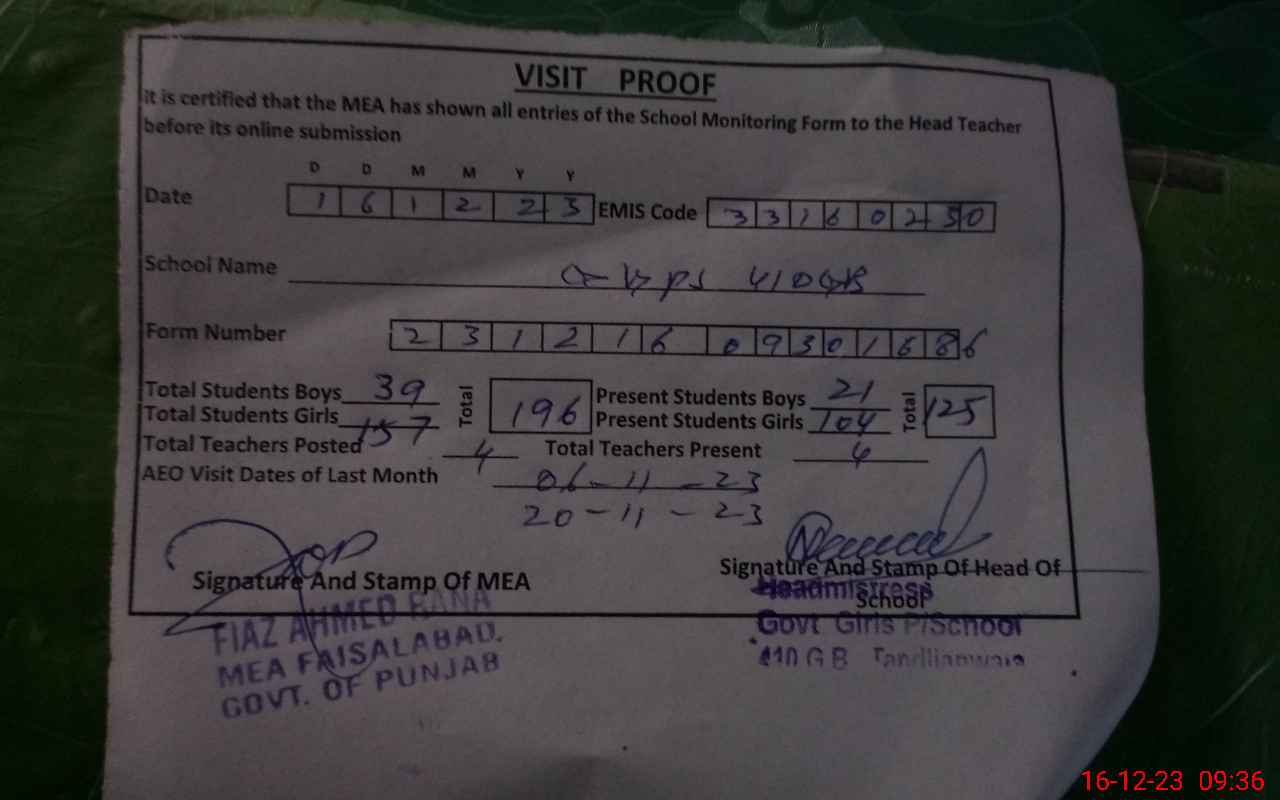 VISIT PROOF
It is certified that the MEA has shown all entries of the School Monitoring Form to the Head Teacher
before its online submission
D D M M Y Y
Date 1 6 1 2 2 3 EMIS Code 3 3 1 6 0 2 5 0
School Name 410 GB
Form Number 2 3 1 2 1 6 0 9 3 0 1 6 8 6
Total Students Boys 39 Total 196 Present Students Boys 21 Total 125
Total Students Girls 157 Present Students Girls 104
Total Teachers Posted 4 Total Teachers Present 4
AEO Visit Dates of Last Month 06-11-23
20-11-23
Signature And Stamp Of MEA Signature And Stamp Of Head Of
School
FIAZ AHMED RANA
MEA FAISALABAD.
GOVT. OF PUNJAB
Headmistress
Govt Girls P/School
410 G B Tandlianwala
16-12-23 09:36